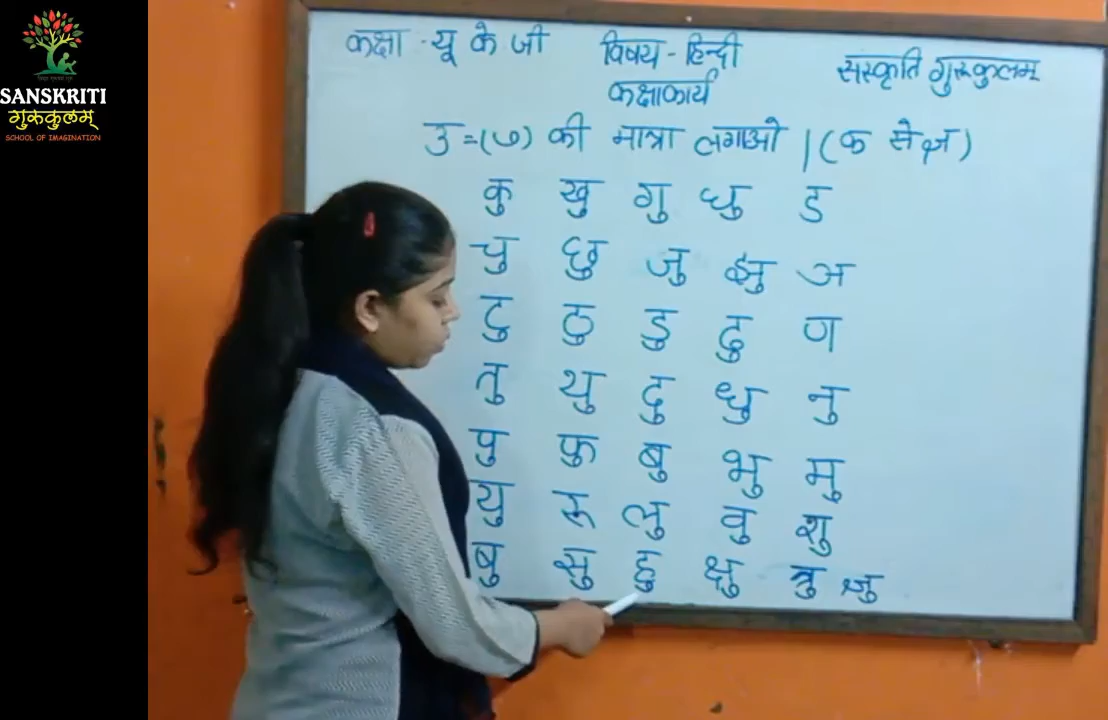 SANSKRITI
गुरुकुलम्
SCHOOL OF IMAGINATION
कक्षा - यू के जी विषय - हिन्दी संस्कृति गुरुकुलम्
कक्षाकार्य
उ = (ु) की मात्रा लगाओ | (क से ज्ञ)
कु खु गु घु ड
चु छु जु झु ञ
टु ठु डु ढु ण
तु थु दु धु नु
पु फु बु भु मु
यु रु लु वु शु
षु सु हु क्षु त्रु ज्ञु